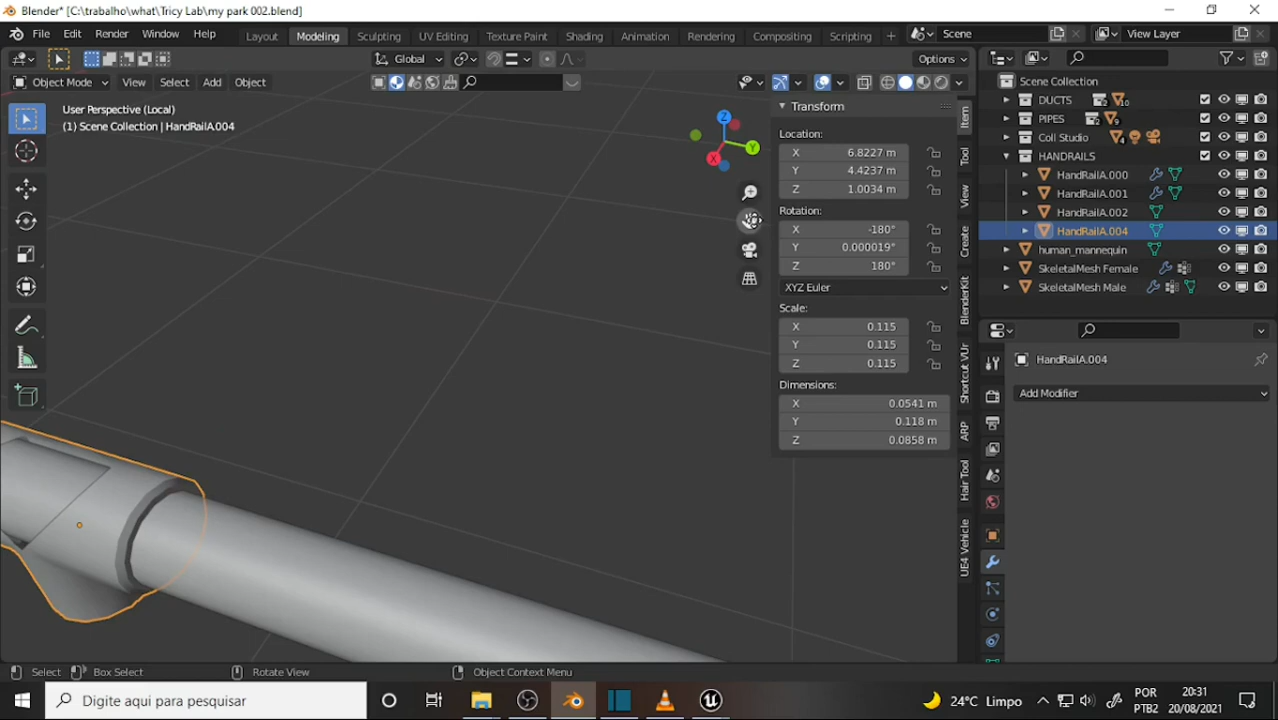 Blender* [C:\trabalho\what\Tricy Lab\my park 002.blend]
File Edit Render Window Help
Layout Modeling Sculpting UV Editing Texture Paint Shading Animation Rendering Compositing Scripting +
Scene View Layer
Global Options
Object Mode View Select Add Object
User Perspective (Local)
(1) Scene Collection | HandRailA.004
Z
Y
X
Transform
Location:
X 6.8227 m
Y 4.4237 m
Z 1.0034 m
Rotation:
X -180°
Y 0.000019°
Z 180°
XYZ Euler
Scale:
X 0.115
Y 0.115
Z 0.115
Dimensions:
X 0.0541 m
Y 0.118 m
Z 0.0858 m
Item
Tool
View
Create
BlenderKit
Shortcut VUr
ARP
Hair Tool
UE4 Vehicle
Scene Collection
DUCTS 2 10
PIPES 2 9
Coll Studio 4
HANDRAILS
HandRailA.000
HandRailA.001
HandRailA.002
HandRailA.004
human_mannequin
SkeletalMesh Female
SkeletalMesh Male
HandRailA.004
Add Modifier
Select Box Select Rotate View Object Context Menu
Digite aqui para pesquisar
24°C Limpo
POR
PTB2
20:31
20/08/2021